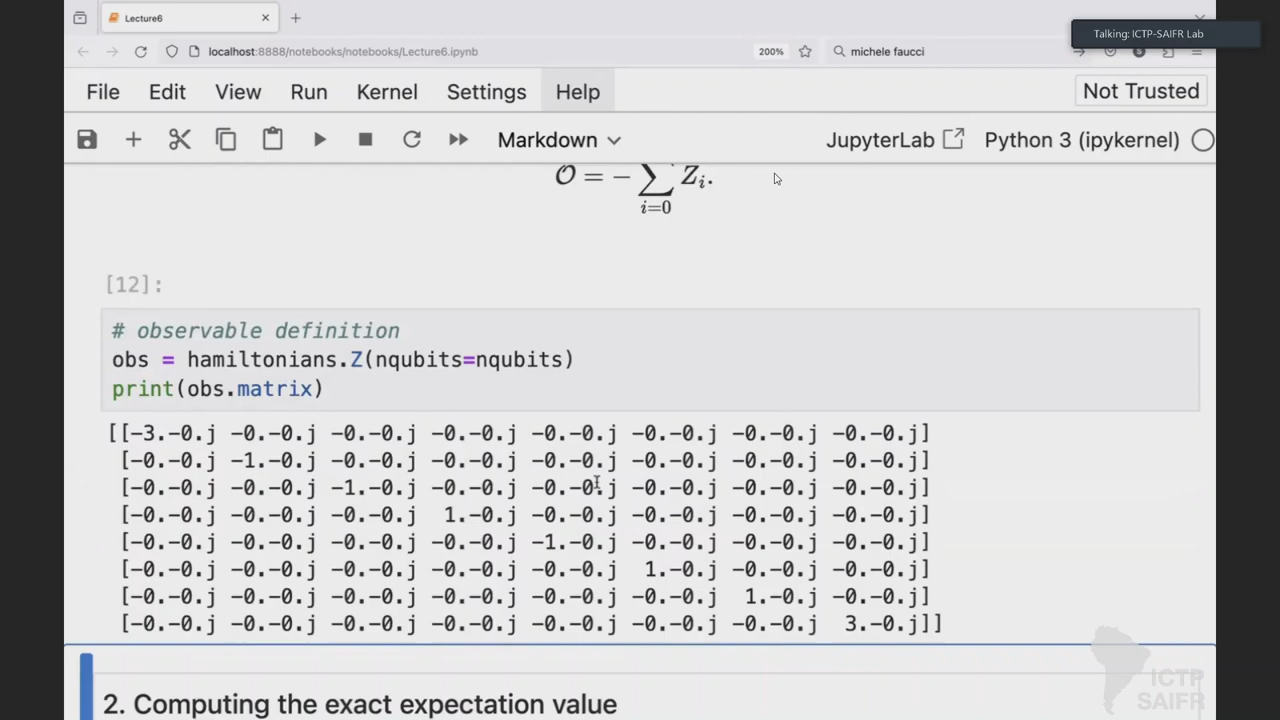 Lecture6
Talking: ICTP-SAIFR Lab
localhost:8888/notebooks/notebooks/Lecture6.ipynb
200%
michele faucci
File Edit View Run Kernel Settings Help
Not Trusted
Markdown
JupyterLab
Python 3 (ipykernel)
𝒪 = − ∑ Zᵢ.
i=0
[12]:
# observable definition
obs = hamiltonians.Z(nqubits=nqubits)
print(obs.matrix)
[[-3.-0.j -0.-0.j -0.-0.j -0.-0.j -0.-0.j -0.-0.j -0.-0.j -0.-0.j]
[-0.-0.j -1.-0.j -0.-0.j -0.-0.j -0.-0.j -0.-0.j -0.-0.j -0.-0.j]
[-0.-0.j -0.-0.j -1.-0.j -0.-0.j -0.-0.j -0.-0.j -0.-0.j -0.-0.j]
[-0.-0.j -0.-0.j -0.-0.j 1.-0.j -0.-0.j -0.-0.j -0.-0.j -0.-0.j]
[-0.-0.j -0.-0.j -0.-0.j -0.-0.j -1.-0.j -0.-0.j -0.-0.j -0.-0.j]
[-0.-0.j -0.-0.j -0.-0.j -0.-0.j -0.-0.j 1.-0.j -0.-0.j -0.-0.j]
[-0.-0.j -0.-0.j -0.-0.j -0.-0.j -0.-0.j -0.-0.j 1.-0.j -0.-0.j]
[-0.-0.j -0.-0.j -0.-0.j -0.-0.j -0.-0.j -0.-0.j -0.-0.j 3.-0.j]]
2. Computing the exact expectation value
ICTP
SAIFR